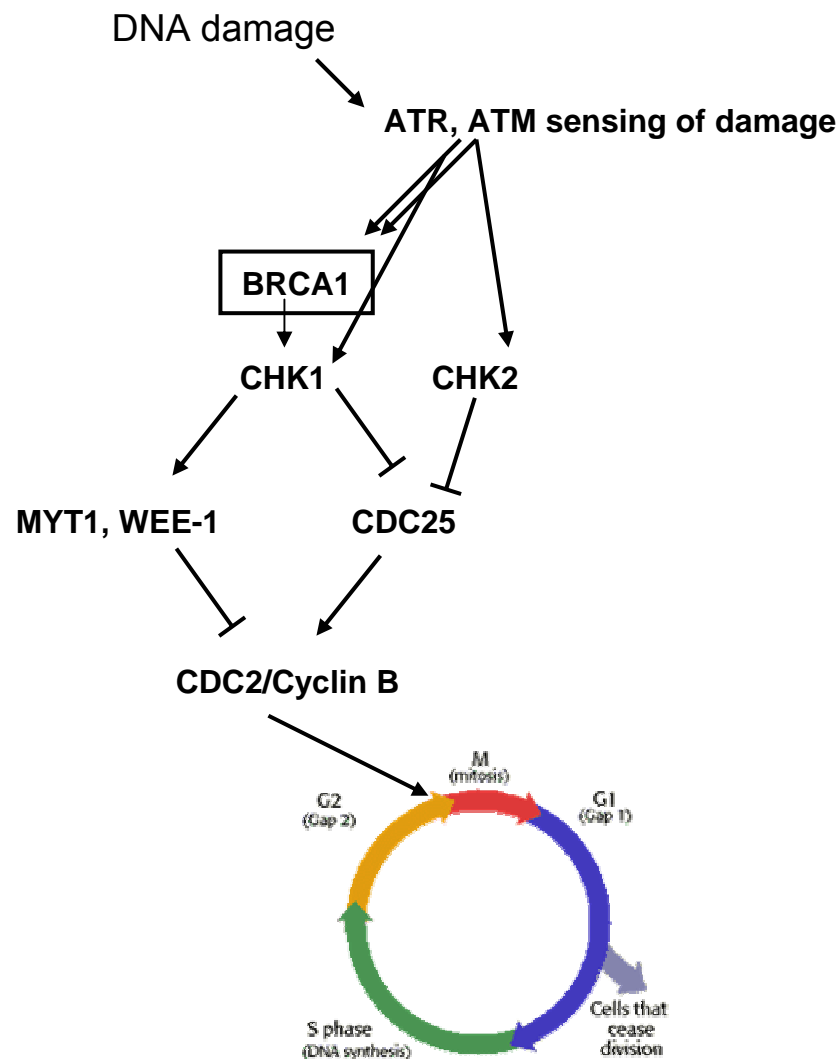 DNA damage
ATR, ATM sensing of damage
BRCA1
CHK1
CHK2
MYT1, WEE-1
CDC25
CDC2/Cyclin B
M
(mitosis)
G2
(Gap 2)
G1
(Gap 1)
S phase
(DNA synthesis)
Cells that
cease
division